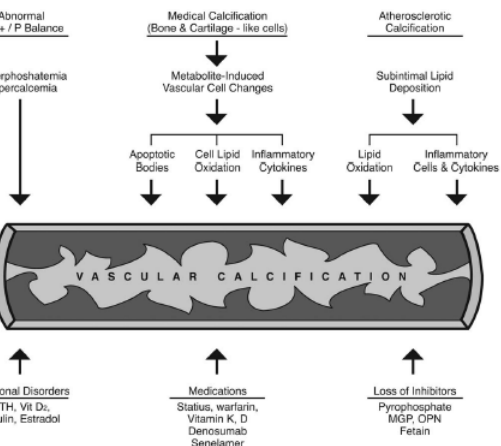 Abnormal
+ / P Balance
rphoshatemia
percalcemia
Medical Calcification
(Bone & Cartilage - like cells)
Metabolite-Induced
Vascular Cell Changes
Apoptotic
Bodies
Cell Lipid
Oxidation
Inflammatory
Cytokines
Atherosclerotic
Calcification
Subintimal Lipid
Deposition
Lipid
Oxidation
Inflammatory
Cells & Cytokines
VASCULAR CALCIFICATION
onal Disorders
TH, Vit D₂,
ulin, Estradol
Medications
Status, warfarin,
Vitamin K, D
Denosumab
Senelamer
Loss of Inhibitors
Pyrophosphate
MGP, OPN
Fetain